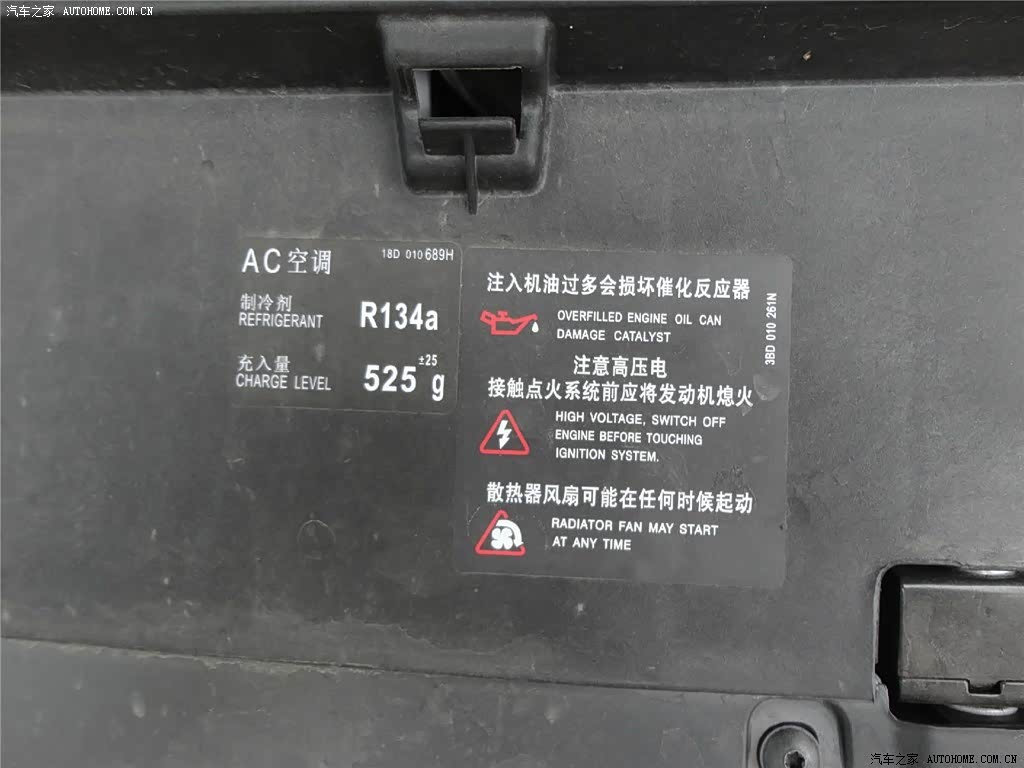 汽车之家 AUTOHOME.COM.CN
AC空调 18D 010 689H
制冷剂
REFRIGERANT R134a
充入量
CHARGE LEVEL 525 ±25 g
注入机油过多会损坏催化反应器
OVERFILLED ENGINE OIL CAN
DAMAGE CATALYST
注意高压电
接触点火系统前应将发动机熄火
HIGH VOLTAGE, SWITCH OFF
ENGINE BEFORE TOUCHING
IGNITION SYSTEM.
散热器风扇可能在任何时候起动
RADIATOR FAN MAY START
AT ANY TIME
3BD 010 261N
汽车之家 AUTOHOME.COM.CN